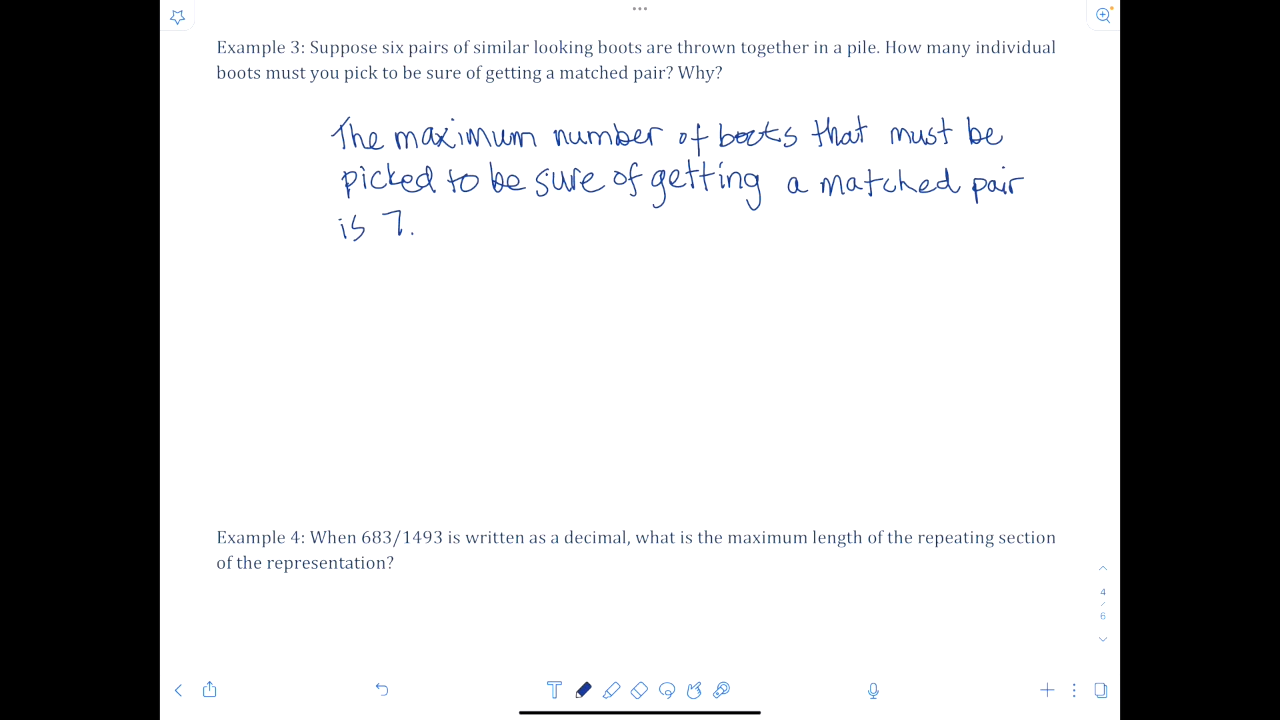 Example 3: Suppose six pairs of similar looking boots are thrown together in a pile. How many individual
boots must you pick to be sure of getting a matched pair? Why?
The maximum number of boots that must be
picked to be sure of getting a matched pair
is 7.
Example 4: When 683/1493 is written as a decimal, what is the maximum length of the repeating section
of the representation?
4
/
6
T